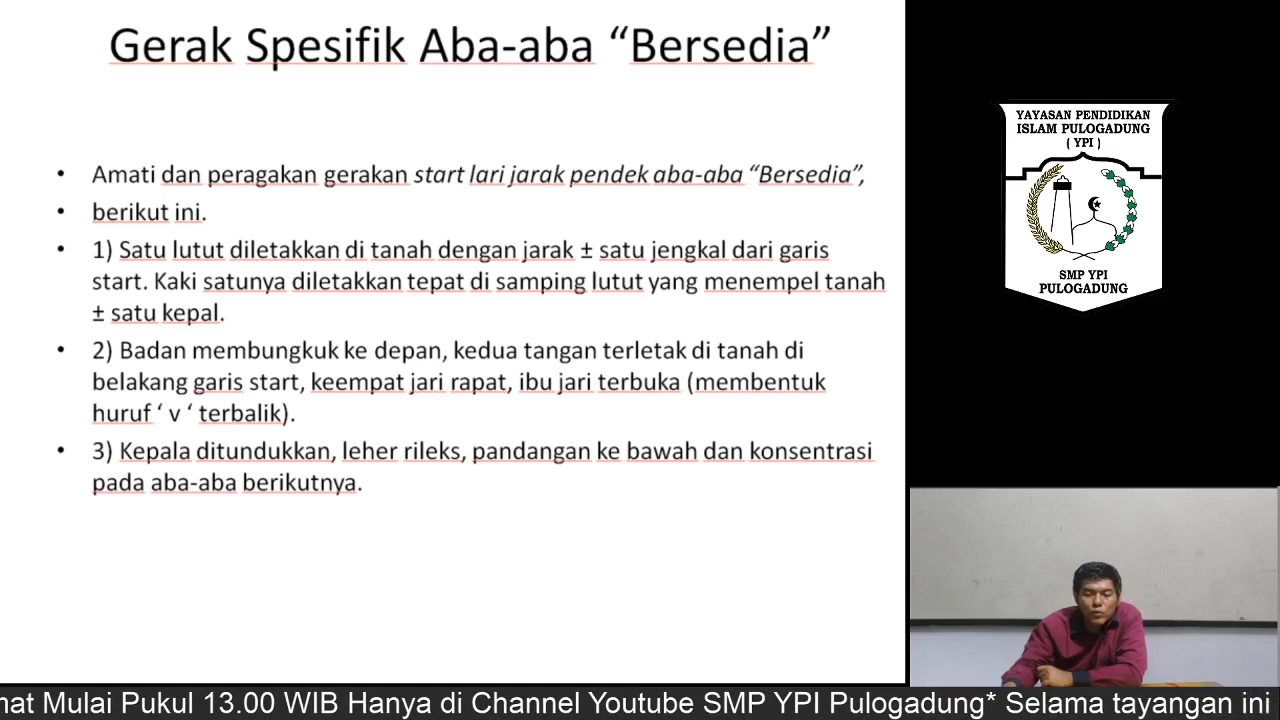 Gerak Spesifik Aba-aba “Bersedia”
• Amati dan peragakan gerakan start lari jarak pendek aba-aba “Bersedia”,
• berikut ini.
• 1) Satu lutut diletakkan di tanah dengan jarak ± satu jengkal dari garis
start. Kaki satunya diletakkan tepat di samping lutut yang menempel tanah
± satu kepal.
• 2) Badan membungkuk ke depan, kedua tangan terletak di tanah di
belakang garis start, keempat jari rapat, ibu jari terbuka (membentuk
huruf ‘ v ‘ terbalik).
• 3) Kepala ditundukkan, leher rileks, pandangan ke bawah dan konsentrasi
pada aba-aba berikutnya.
YAYASAN PENDIDIKAN
ISLAM PULOGADUNG
( YPI )
SMP YPI
PULOGADUNG
Mulai Pukul 13.00 WIB Hanya di Channel Youtube SMP YPI Pulogadung* Selama tayangan ini